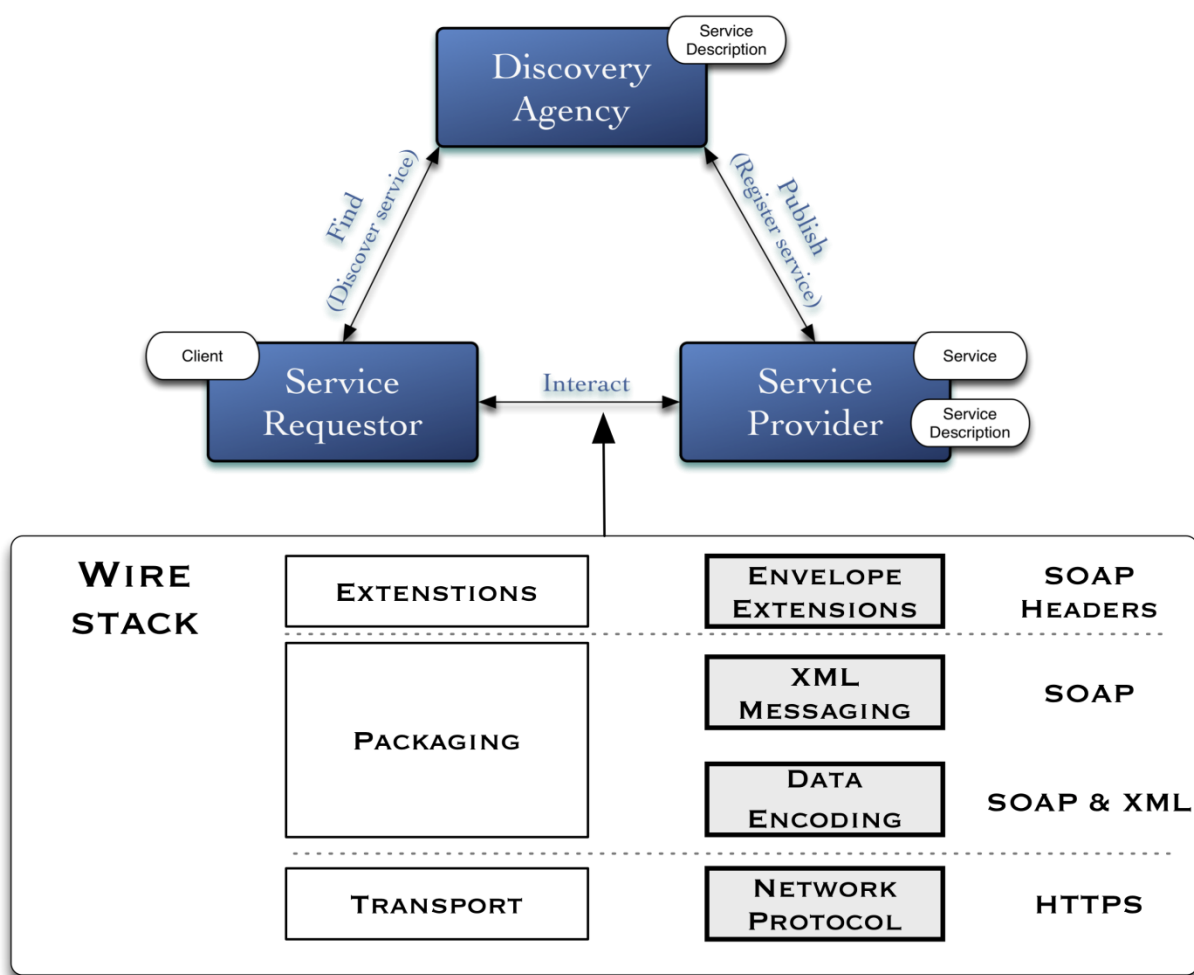 Service
Description
Discovery
Agency
Find
(Discover service)
Publish
(Register service)
Client
Service
Requestor
Interact
Service
Provider
Service
Service
Description
WIRE
STACK
EXTENSTIONS
ENVELOPE
EXTENSIONS
SOAP
HEADERS
PACKAGING
XML
MESSAGING
SOAP
DATA
ENCODING
SOAP & XML
TRANSPORT
NETWORK
PROTOCOL
HTTPS